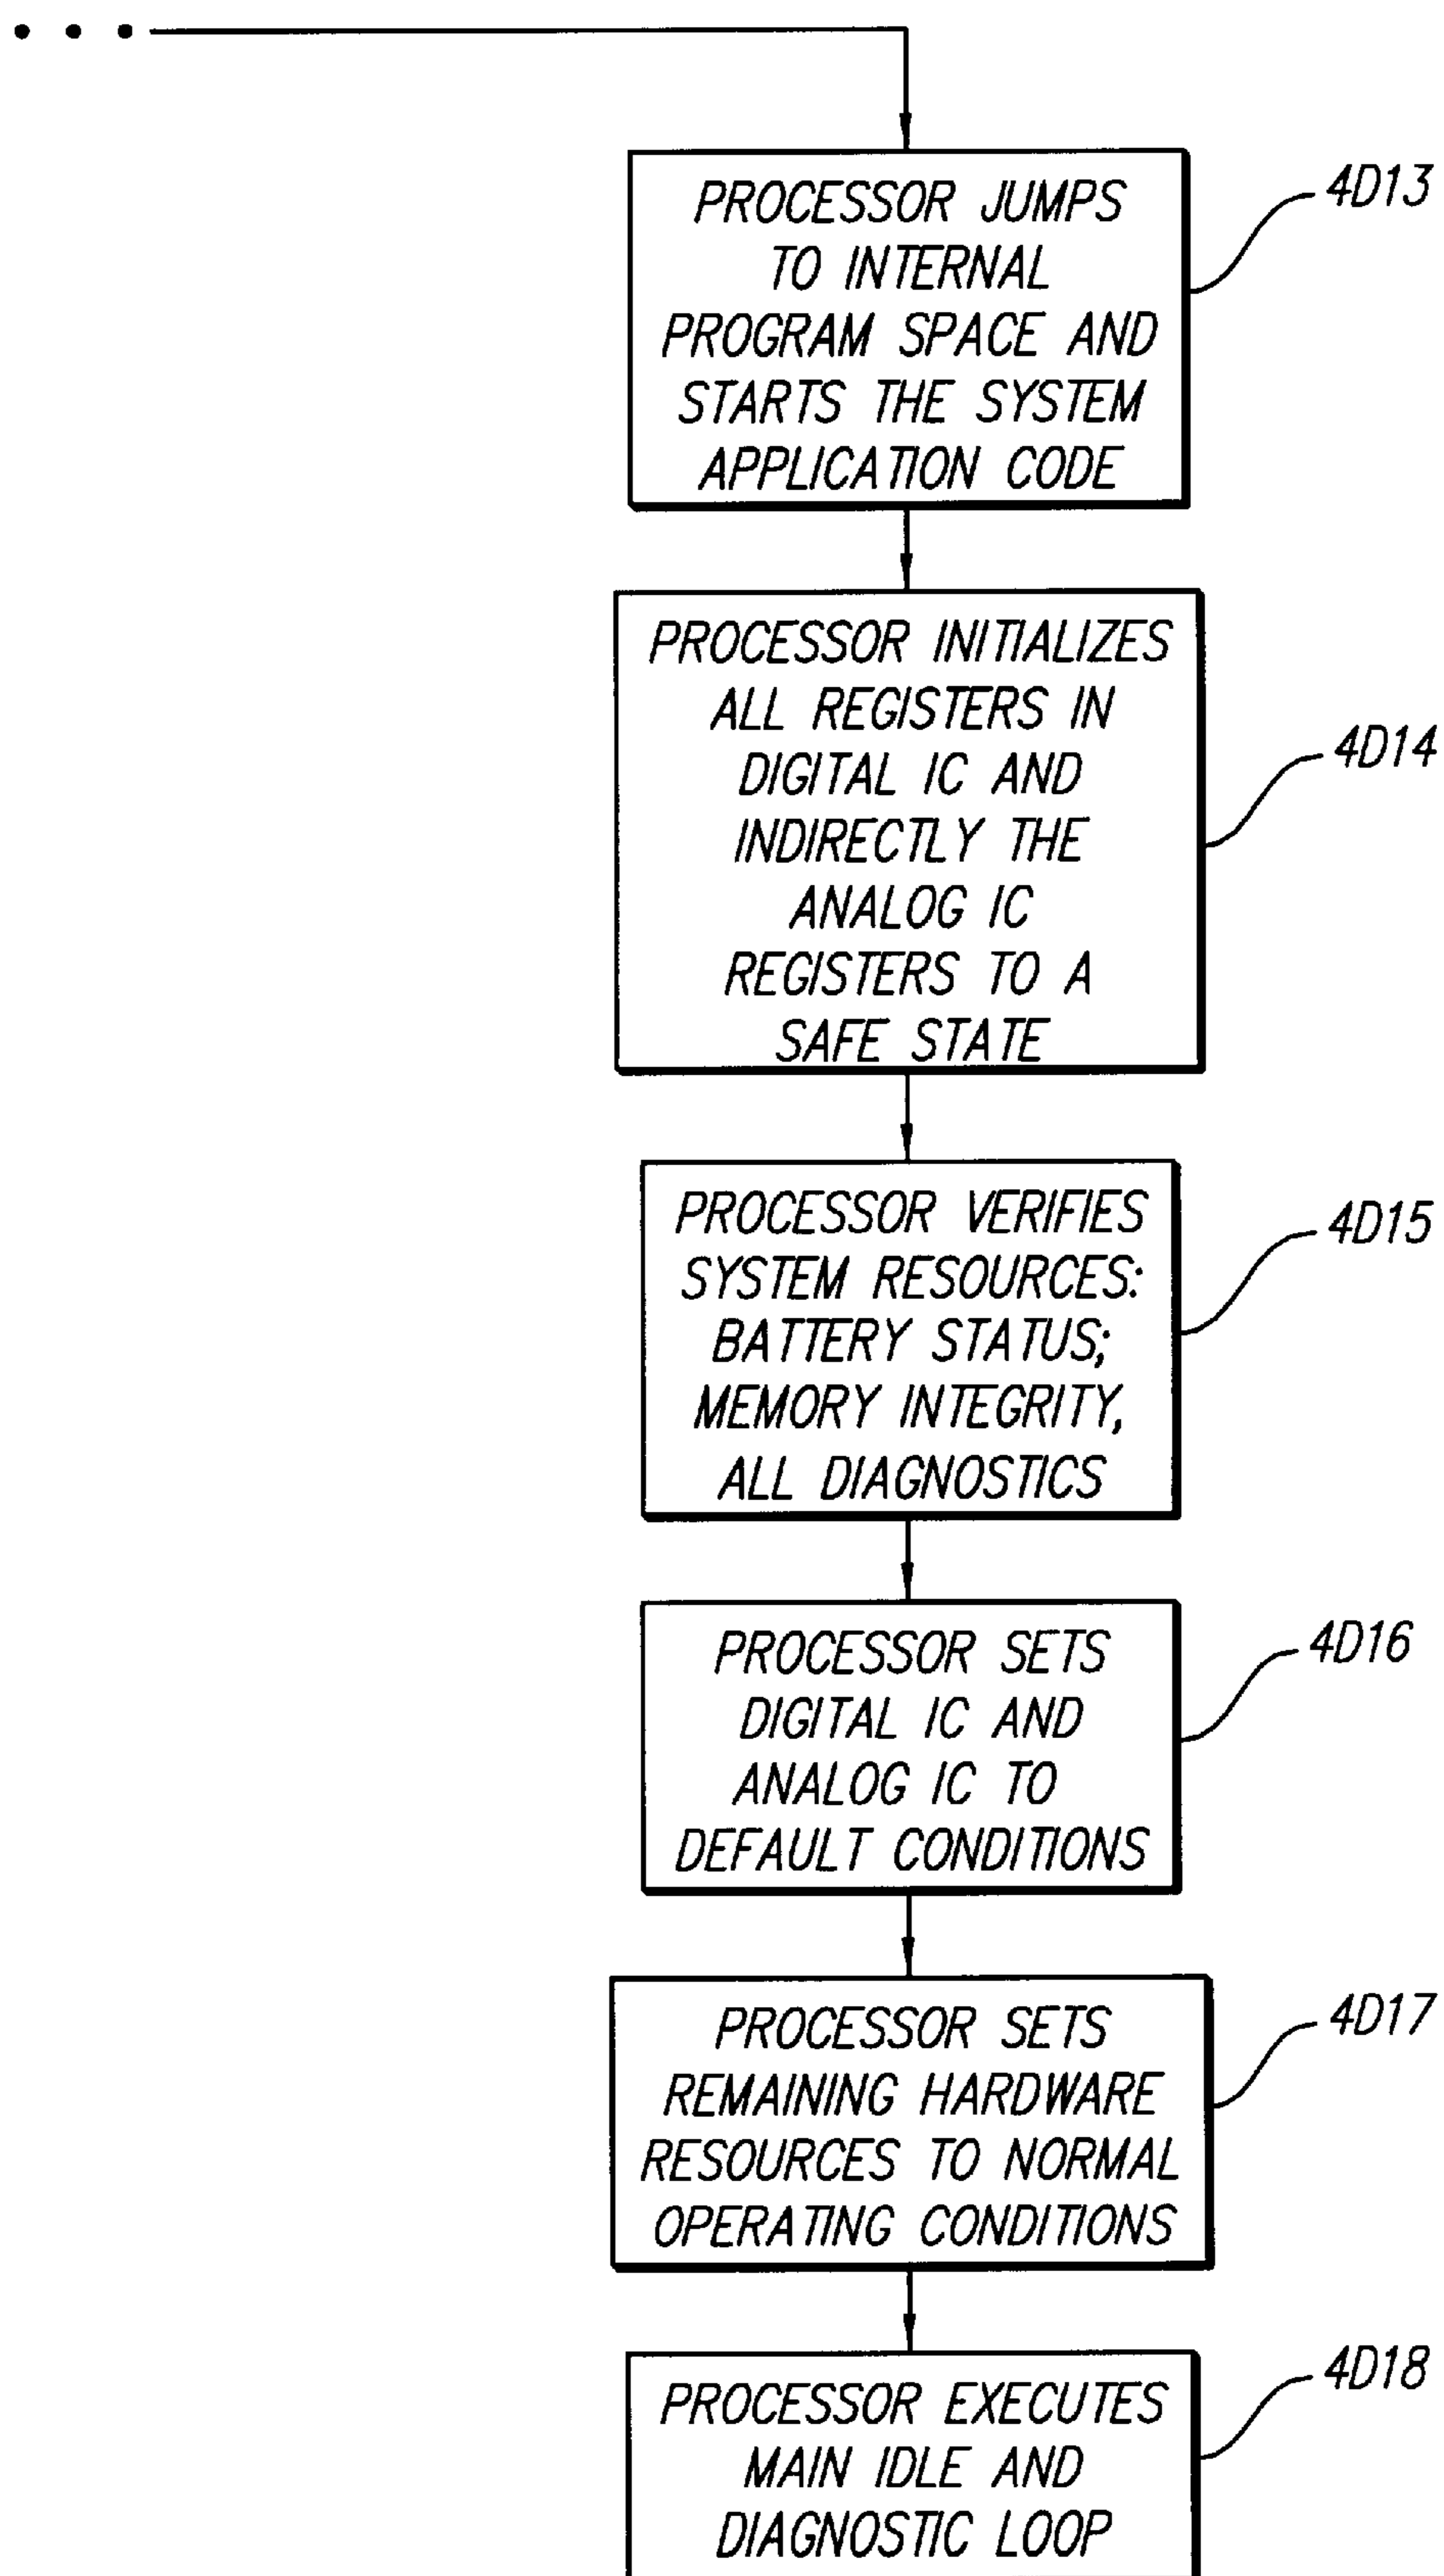 PROCESSOR JUMPS
TO INTERNAL
PROGRAM SPACE AND
STARTS THE SYSTEM
APPLICATION CODE
4D13
PROCESSOR INITIALIZES
ALL REGISTERS IN
DIGITAL IC AND
INDIRECTLY THE
ANALOG IC
REGISTERS TO A
SAFE STATE
4D14
PROCESSOR VERIFIES
SYSTEM RESOURCES:
BATTERY STATUS;
MEMORY INTEGRITY,
ALL DIAGNOSTICS
4D15
PROCESSOR SETS
DIGITAL IC AND
ANALOG IC TO
DEFAULT CONDITIONS
4D16
PROCESSOR SETS
REMAINING HARDWARE
RESOURCES TO NORMAL
OPERATING CONDITIONS
4D17
PROCESSOR EXECUTES
MAIN IDLE AND
DIAGNOSTIC LOOP
4D18